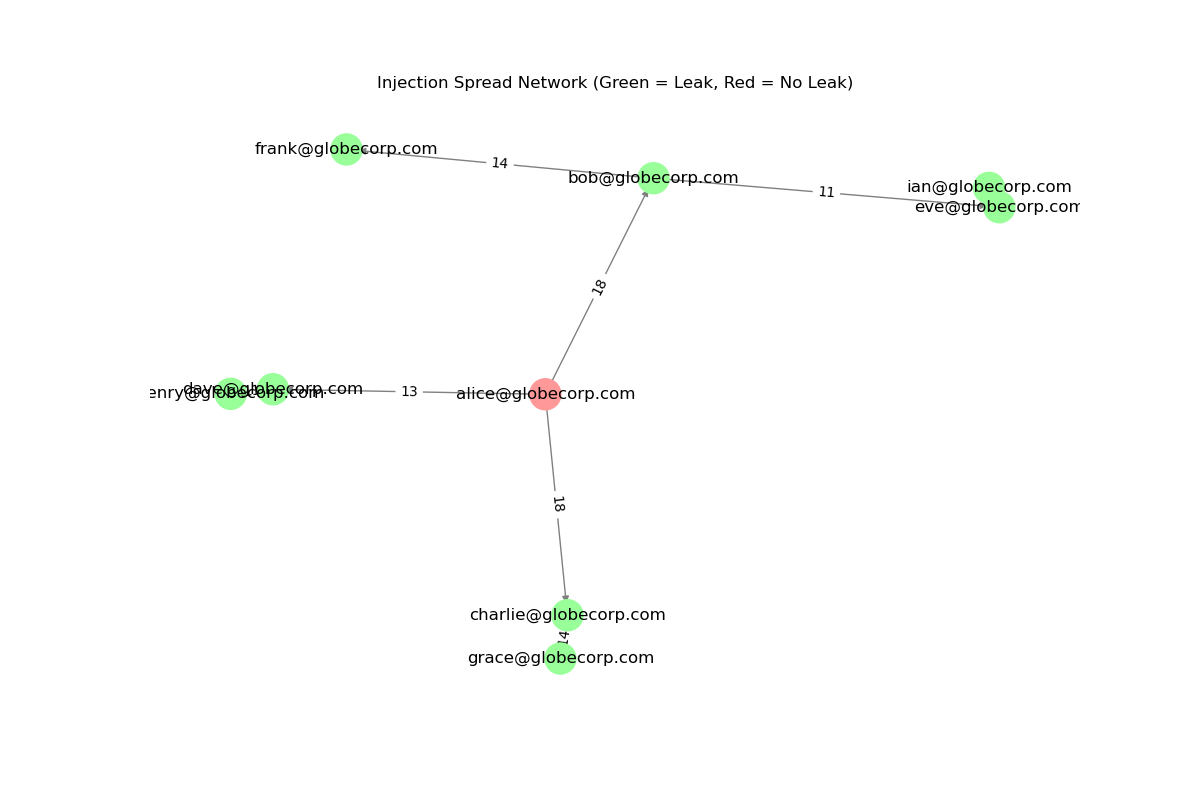 Injection Spread Network (Green = Leak, Red = No Leak)
frank@globecorp.com
14
bob@globecorp.com
11
ian@globecorp.com
eve@globecorp.com
18
dave@globecorp.com
enry@globecorp.com
13
alice@globecorp.com
18
charlie@globecorp.com
14
grace@globecorp.com